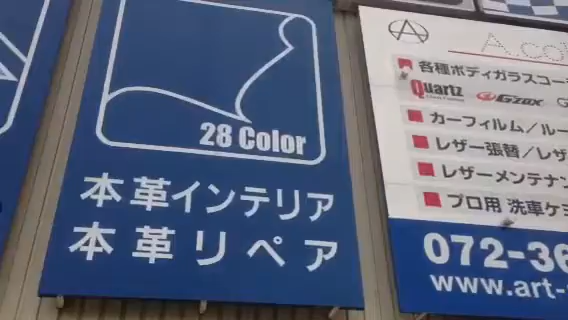 28 Color
本革インテリア
本革リペア
A.co
各種ボディガラスコー
Quartz Gzox
カーフィルム/ルー
レザー張替/レザ
レザーメンテナン
プロ用 洗車ケミ
072-36
www.art-